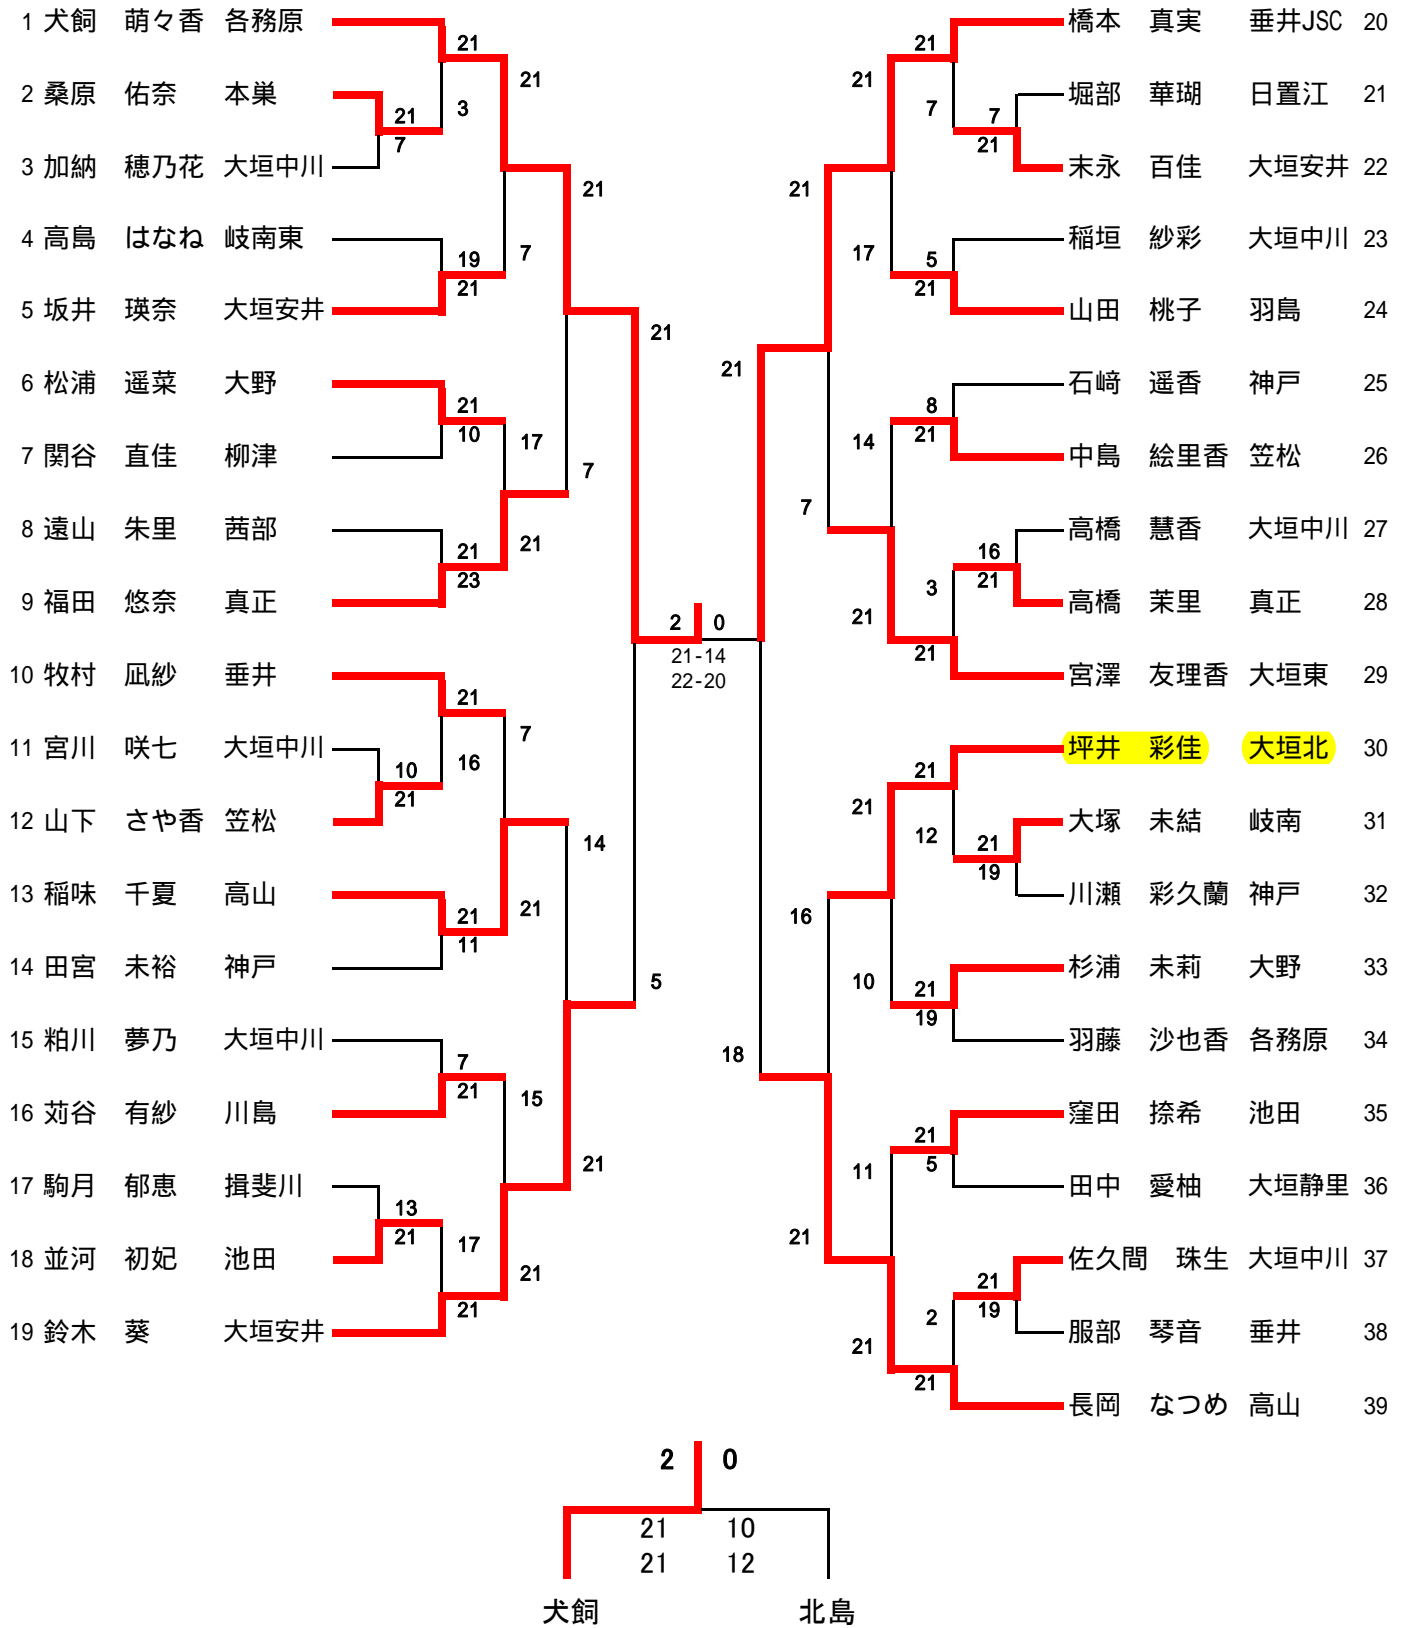 1 犬飼 萌々香 各務原
2 桑原 佑奈 本巣
3 加納 穂乃花 大垣中川
4 高島 はなね 岐南東
5 坂井 瑛奈 大垣安井
6 松浦 遥菜 大野
7 関谷 直佳 柳津
8 遠山 朱里 茜部
9 福田 悠奈 真正
10 牧村 凪紗 垂井
11 宮川 咲七 大垣中川
12 山下 さや香 笠松
13 稲味 千夏 高山
14 田宮 未裕 神戸
15 粕川 夢乃 大垣中川
16 苅谷 有紗 川島
17 駒月 郁恵 揖斐川
18 並河 初妃 池田
19 鈴木 葵 大垣安井
21
3
21
7
19
21
21
10
21
23
21
16
10
21
21
11
7
21
13
21
17
21
21
7
17
21
7
21
15
21
21
7
14
21
21
5
2 0
21-14
22-20
21
18
21
7
16
21
21
17
14
21
21
10
11
21
21
7
7
21
5
21
8
21
16
21
3
21
21
12
21
19
21
19
21
5
21
19
2
21
橋本 真実 垂井JSC 20
堀部 華瑚 日置江 21
末永 百佳 大垣安井 22
稲垣 紗彩 大垣中川 23
山田 桃子 羽島 24
石﨑 遥香 神戸 25
中島 絵里香 笠松 26
高橋 慧香 大垣中川 27
高橋 茉里 真正 28
宮澤 友理香 大垣東 29
坪井 彩佳 大垣北 30
大塚 未結 岐南 31
川瀬 彩久蘭 神戸 32
杉浦 未莉 大野 33
羽藤 沙也香 各務原 34
窪田 捺希 池田 35
田中 愛柚 大垣静里 36
佐久間 珠生 大垣中川 37
服部 琴音 垂井 38
長岡 なつめ 高山 39
2 0
21 10
21 12
犬飼 北島